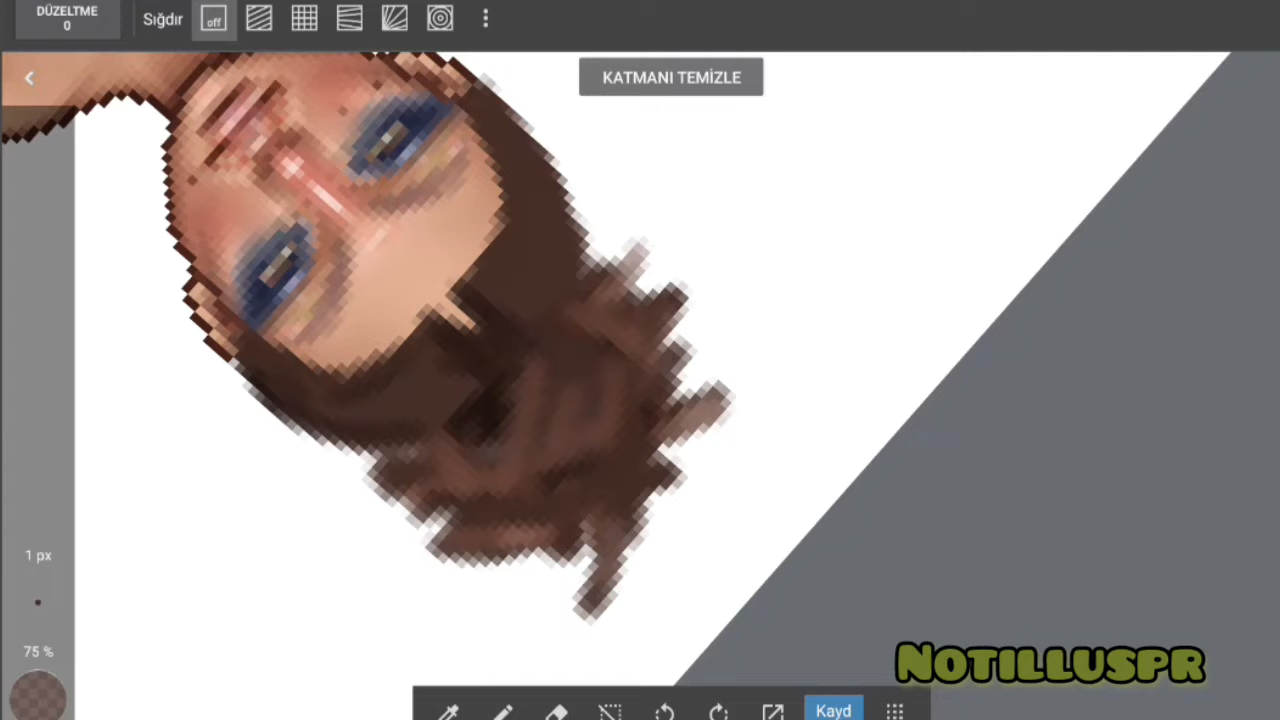 DÜZELTME
0
Sığdır
off
KATMANI TEMİZLE
1 px
75 %
Kayd
NOTILLUSPR